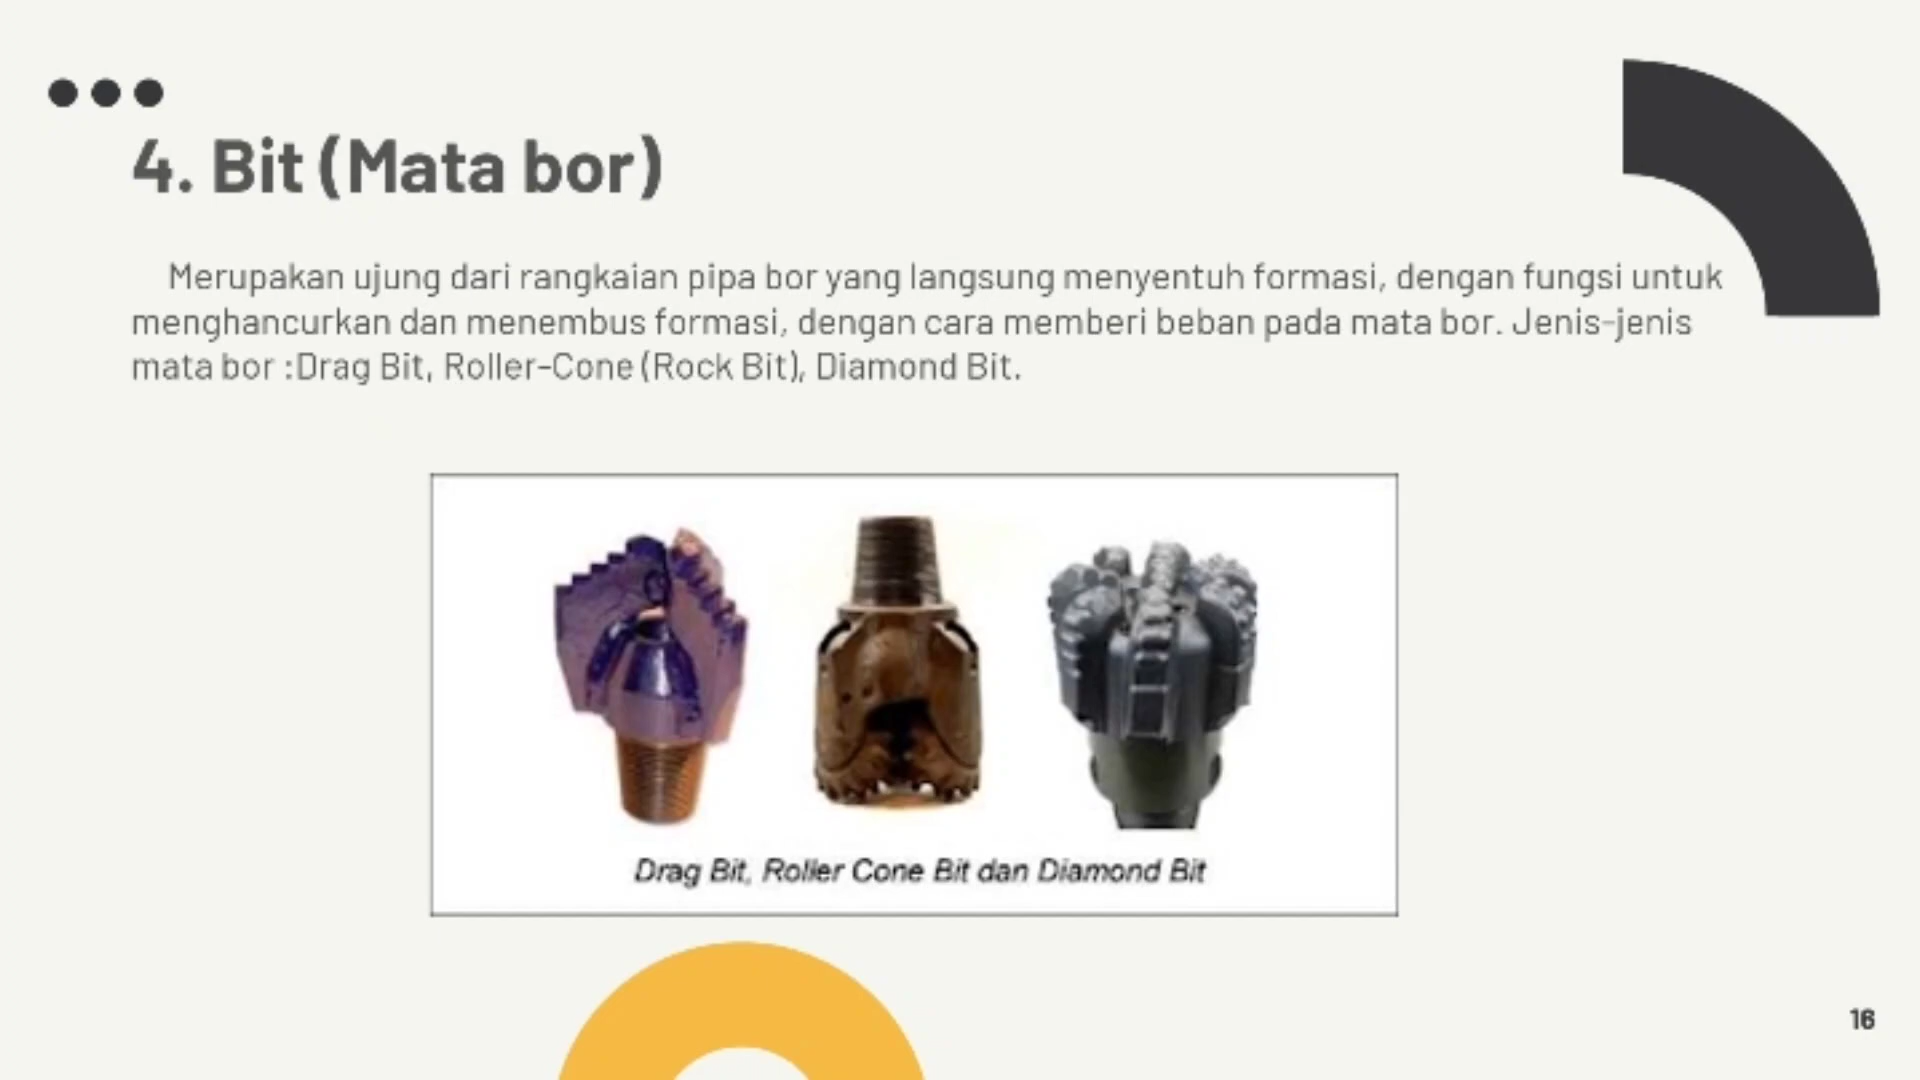 4. Bit (Mata bor)
Merupakan ujung dari rangkaian pipa bor yang langsung menyentuh formasi, dengan fungsi untuk
menghancurkan dan menembus formasi, dengan cara memberi beban pada mata bor. Jenis-jenis
mata bor :Drag Bit, Roller-Cone (Rock Bit), Diamond Bit.
Drag Bit, Roller Cone Bit dan Diamond Bit
16